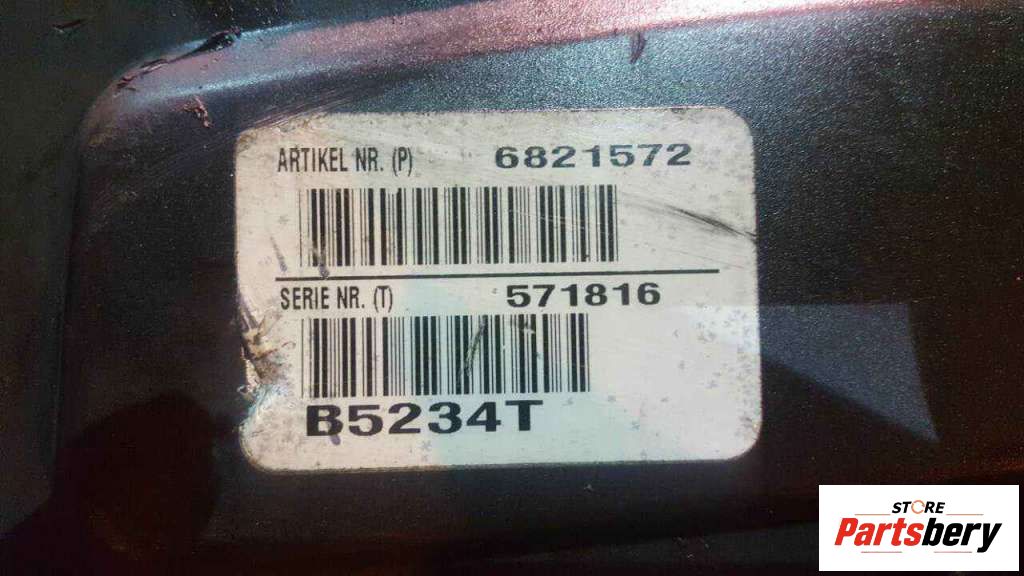 ARTIKEL NR. (P) 6821572
SERIE NR. (T) 571816
B5234T
STORE
Partsbery